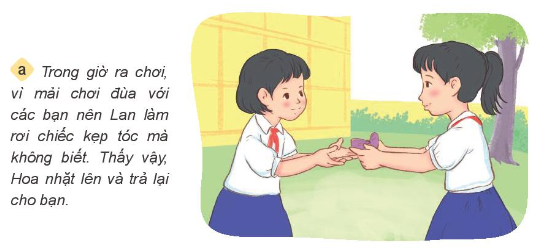 a Trong giờ ra chơi,
vì mải chơi đùa với
các bạn nên Lan làm
rơi chiếc kẹp tóc mà
không biết. Thấy vậy,
Hoa nhặt lên và trả lại
cho bạn.